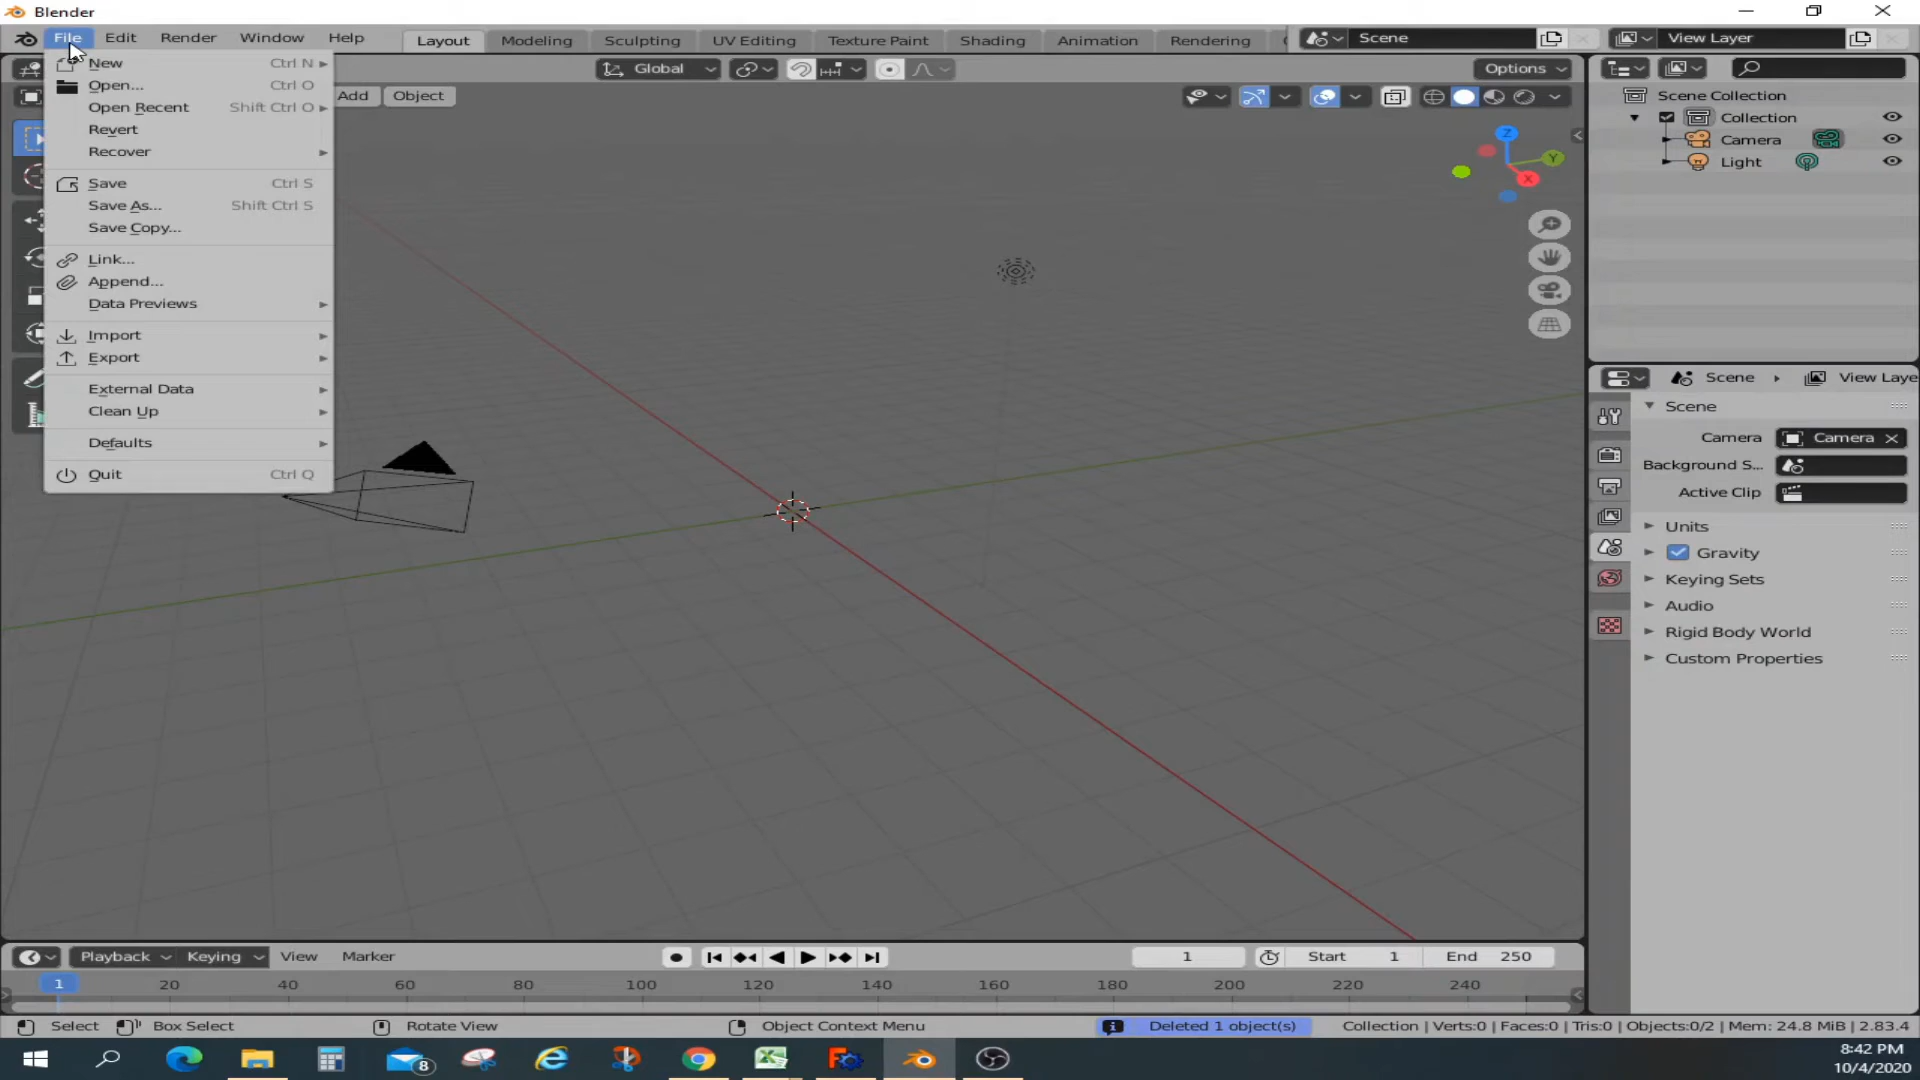 Blender
File Edit Render Window Help Layout Modeling Sculpting UV Editing Texture Paint Shading Animation Rendering Scene View Layer
Global Options
Add Object
New Ctrl N
Open... Ctrl O
Open Recent Shift Ctrl O
Revert
Recover
Save Ctrl S
Save As... Shift Ctrl S
Save Copy...
Link...
Append...
Data Previews
Import
Export
External Data
Clean Up
Defaults
Quit Ctrl Q
Z
Y
X
Scene Collection
Collection
Camera
Light
Scene View Laye
Scene
Camera Camera
Background S...
Active Clip
Units
Gravity
Keying Sets
Audio
Rigid Body World
Custom Properties
Playback Keying View Marker 1 Start 1 End 250
1 20 40 60 80 100 120 140 160 180 200 220 240
Select Box Select Rotate View Object Context Menu Deleted 1 object(s) Collection | Verts:0 | Faces:0 | Tris:0 | Objects:0/2 | Mem: 24.8 MiB | 2.83.4
8
8:42 PM
10/4/2020